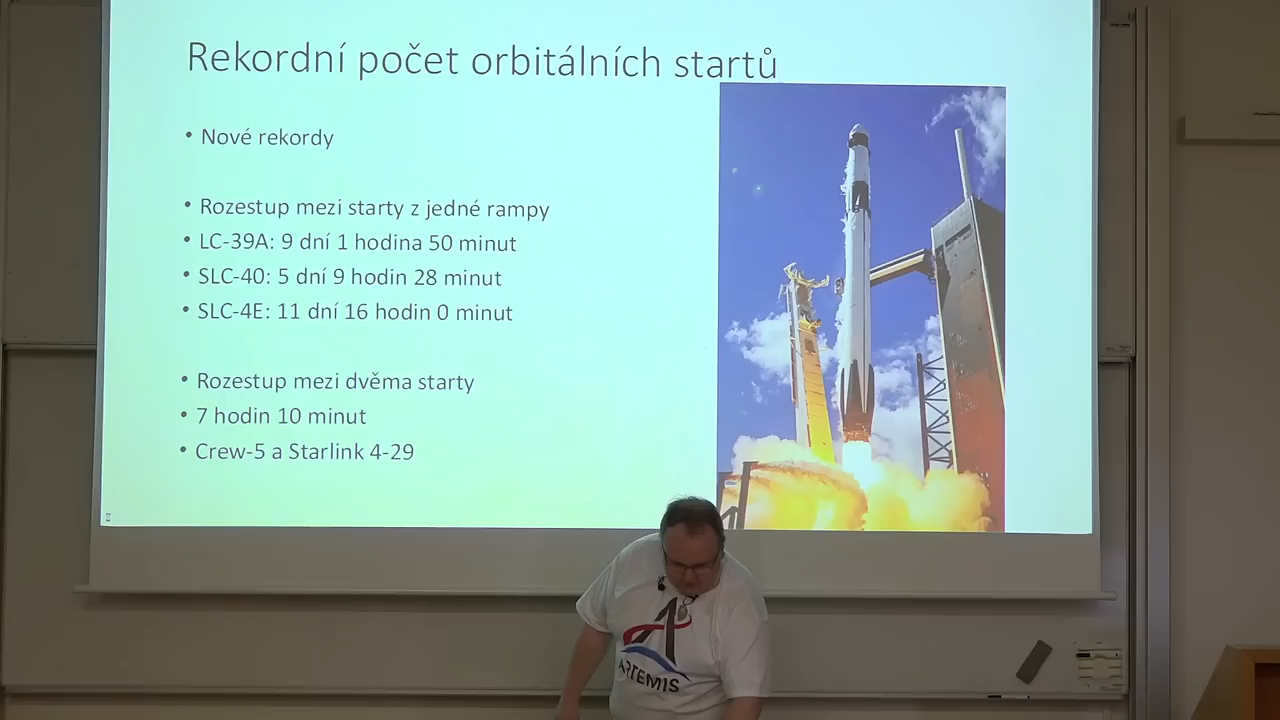 Rekordní počet orbitálních startů
• Nové rekordy
• Rozestup mezi starty z jedné rampy
• LC-39A: 9 dní 1 hodina 50 minut
• SLC-40: 5 dní 9 hodin 28 minut
• SLC-4E: 11 dní 16 hodin 0 minut
• Rozestup mezi dvěma starty
• 7 hodin 10 minut
• Crew-5 a Starlink 4-29
ARTEMIS